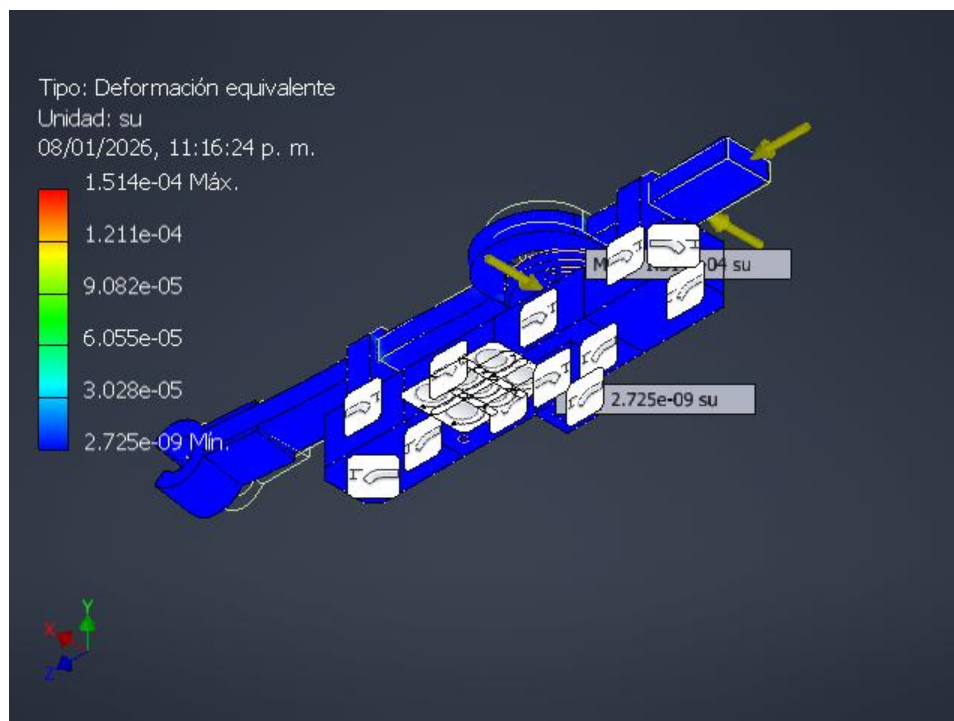 Tipo: Deformación equivalente
Unidad: su
08/01/2026, 11:16:24 p. m.
1.514e-04 Máx.
1.211e-04
9.082e-05
6.055e-05
3.028e-05
2.725e-09 Mín.
04 su
2.725e-09 su
Y
X
Z